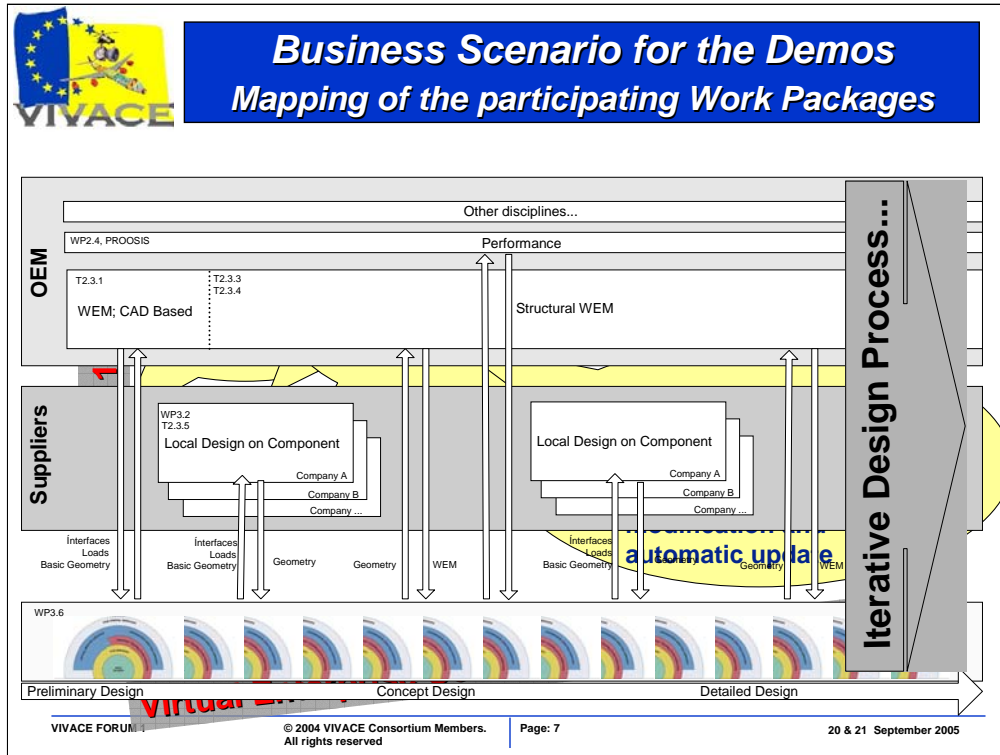 VIVACE
Business Scenario for the Demos
Mapping of the participating Work Packages
OEM
Other disciplines...
WP2.4, PROOSIS
Performance
T2.3.1
WEM; CAD Based
T2.3.3
T2.3.4
Structural WEM
Iterative Design Process...
1
Suppliers
WP3.2
T2.3.5
Local Design on Component
Company A
Company B
Company ...
Local Design on Component
Company A
Company B
Company ...
automatic update
Ínterfaces
Loads
Basic Geometry
Ínterfaces
Loads
Basic Geometry
Geometry
Geometry
WEM
Ínterfaces
Loads
Basic Geometry
Geometry
Geometry
WEM
WP3.6
Preliminary Design
Concept Design
Detailed Design
Virtual
VIVACE FORUM 1
© 2004 VIVACE Consortium Members.
All rights reserved
Page: 7
20 & 21 September 2005